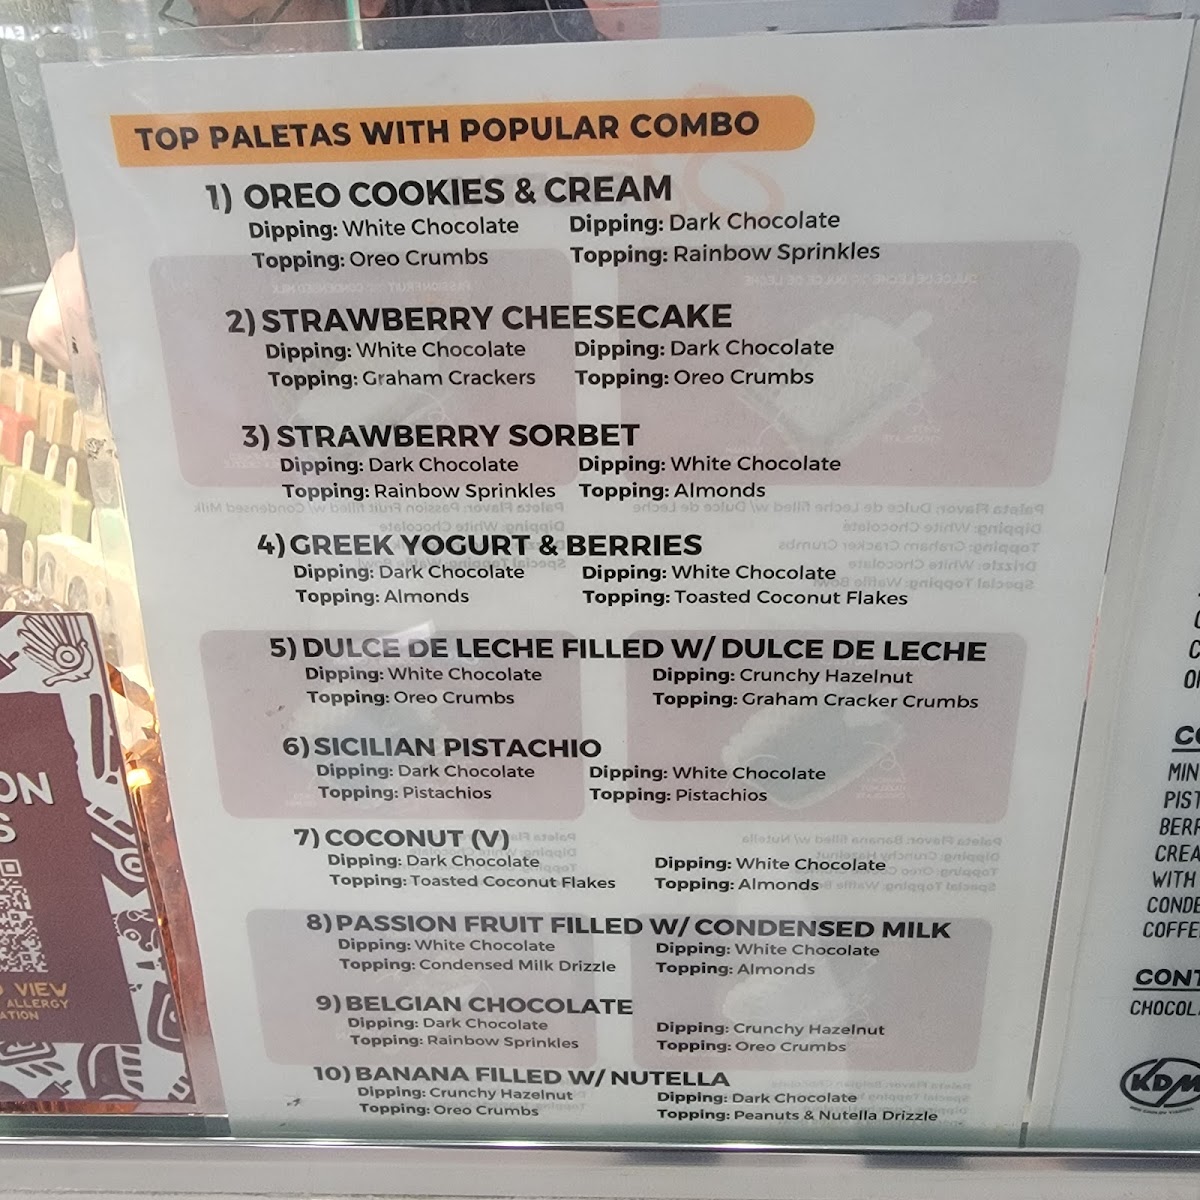 TOP PALETAS WITH POPULAR COMBO
1) OREO COOKIES & CREAM
Dipping: White Chocolate Dipping: Dark Chocolate
Topping: Oreo Crumbs Topping: Rainbow Sprinkles
2) STRAWBERRY CHEESECAKE
Dipping: White Chocolate Dipping: Dark Chocolate
Topping: Graham Crackers Topping: Oreo Crumbs
3) STRAWBERRY SORBET
Dipping: Dark Chocolate Dipping: White Chocolate
Topping: Rainbow Sprinkles Topping: Almonds
4) GREEK YOGURT & BERRIES
Dipping: Dark Chocolate Dipping: White Chocolate
Topping: Almonds Topping: Toasted Coconut Flakes
5) DULCE DE LECHE FILLED W/ DULCE DE LECHE
Dipping: White Chocolate Dipping: Crunchy Hazelnut
Topping: Oreo Crumbs Topping: Graham Cracker Crumbs
6) SICILIAN PISTACHIO
Dipping: Dark Chocolate Dipping: White Chocolate
Topping: Pistachios Topping: Pistachios
7) COCONUT (V)
Dipping: Dark Chocolate Dipping: White Chocolate
Topping: Toasted Coconut Flakes Topping: Almonds
8) PASSION FRUIT FILLED W/ CONDENSED MILK
Dipping: White Chocolate Dipping: White Chocolate
Topping: Condensed Milk Drizzle Topping: Almonds
9) BELGIAN CHOCOLATE
Dipping: Dark Chocolate Dipping: Crunchy Hazelnut
Topping: Rainbow Sprinkles Topping: Oreo Crumbs
10) BANANA FILLED W/ NUTELLA
Dipping: Crunchy Hazelnut Dipping: Dark Chocolate
Topping: Oreo Crumbs Topping: Peanuts & Nutella Drizzle
VIEW
ALLERGY
WITH
KDM